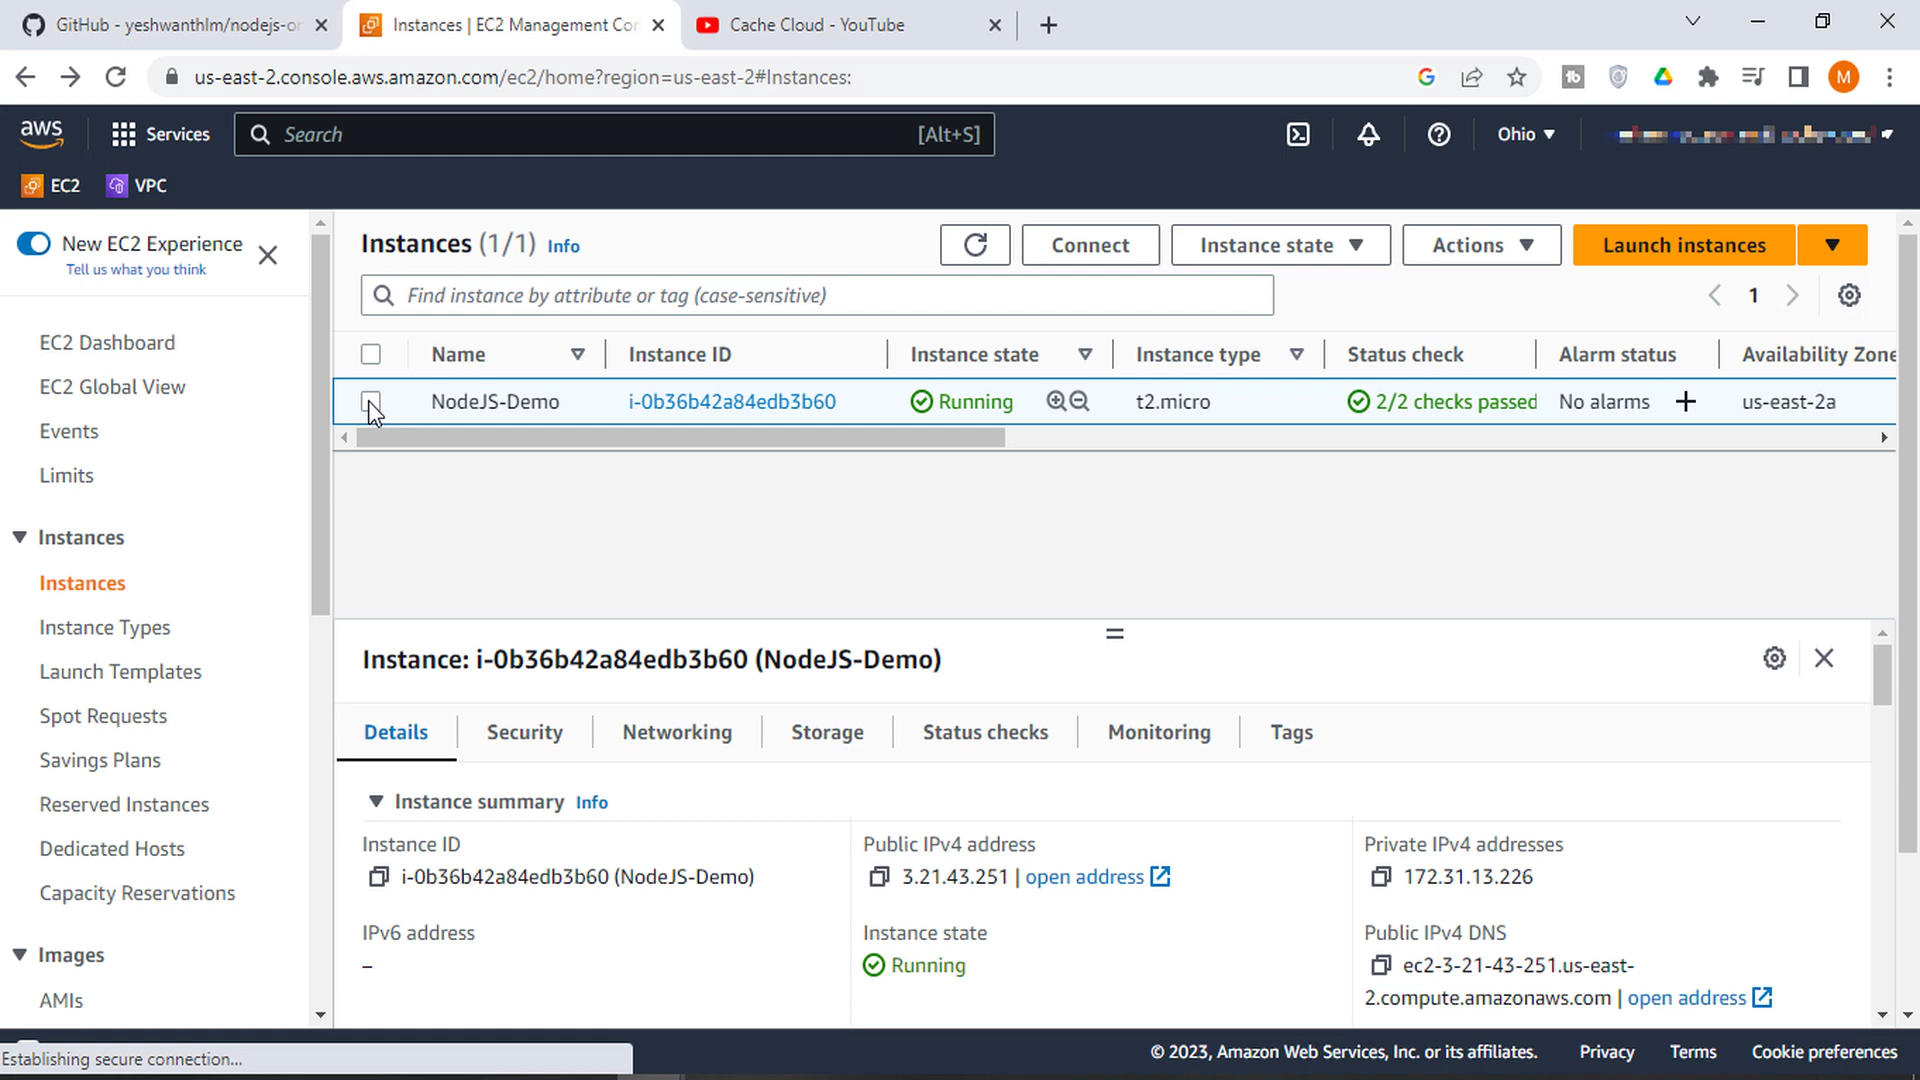 GitHub - yeshwanthlm/nodejs-or
Instances | EC2 Management Con
Cache Cloud - YouTube
us-east-2.console.aws.amazon.com/ec2/home?region=us-east-2#Instances:
M
aws
Services
Search
[Alt+S]
Ohio
EC2
VPC
New EC2 Experience
Tell us what you think
EC2 Dashboard
EC2 Global View
Events
Limits
Instances
Instances
Instance Types
Launch Templates
Spot Requests
Savings Plans
Reserved Instances
Dedicated Hosts
Capacity Reservations
Images
AMIs
Instances (1/1) Info
Connect
Instance state
Actions
Launch instances
Find instance by attribute or tag (case-sensitive)
1
Name Instance ID Instance state Instance type Status check Alarm status Availability Zone
NodeJS-Demo i-0b36b42a84edb3b60 Running t2.micro 2/2 checks passed No alarms + us-east-2a
Instance: i-0b36b42a84edb3b60 (NodeJS-Demo)
Details Security Networking Storage Status checks Monitoring Tags
Instance summary Info
Instance ID
i-0b36b42a84edb3b60 (NodeJS-Demo)
Public IPv4 address
3.21.43.251 | open address
Private IPv4 addresses
172.31.13.226
IPv6 address
–
Instance state
Running
Public IPv4 DNS
ec2-3-21-43-251.us-east-
2.compute.amazonaws.com | open address
Establishing secure connection...
© 2023, Amazon Web Services, Inc. or its affiliates.
Privacy
Terms
Cookie preferences